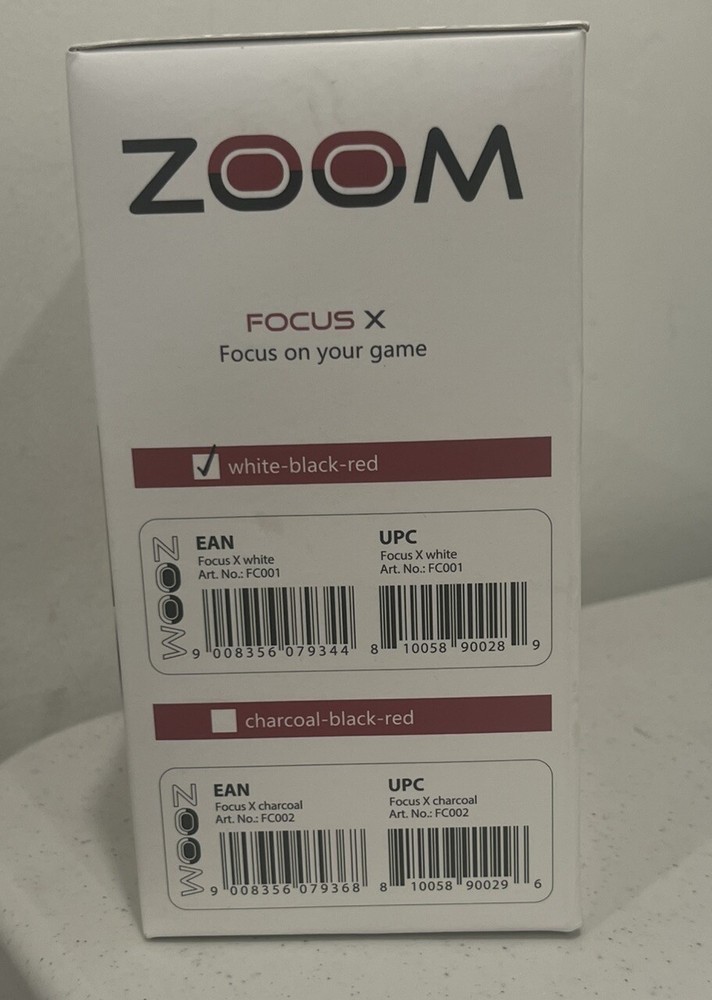 ZOOM
FOCUS X
Focus on your game
white-black-red
ZOOM
EAN
Focus X white
Art. No.: FC001
9 008356 079344
UPC
Focus X white
Art. No.: FC001
8 10058 90028 9
charcoal-black-red
ZOOM
EAN
Focus X charcoal
Art. No.: FC002
9 008356 079368
UPC
Focus X charcoal
Art. No.: FC002
8 10058 90029 6